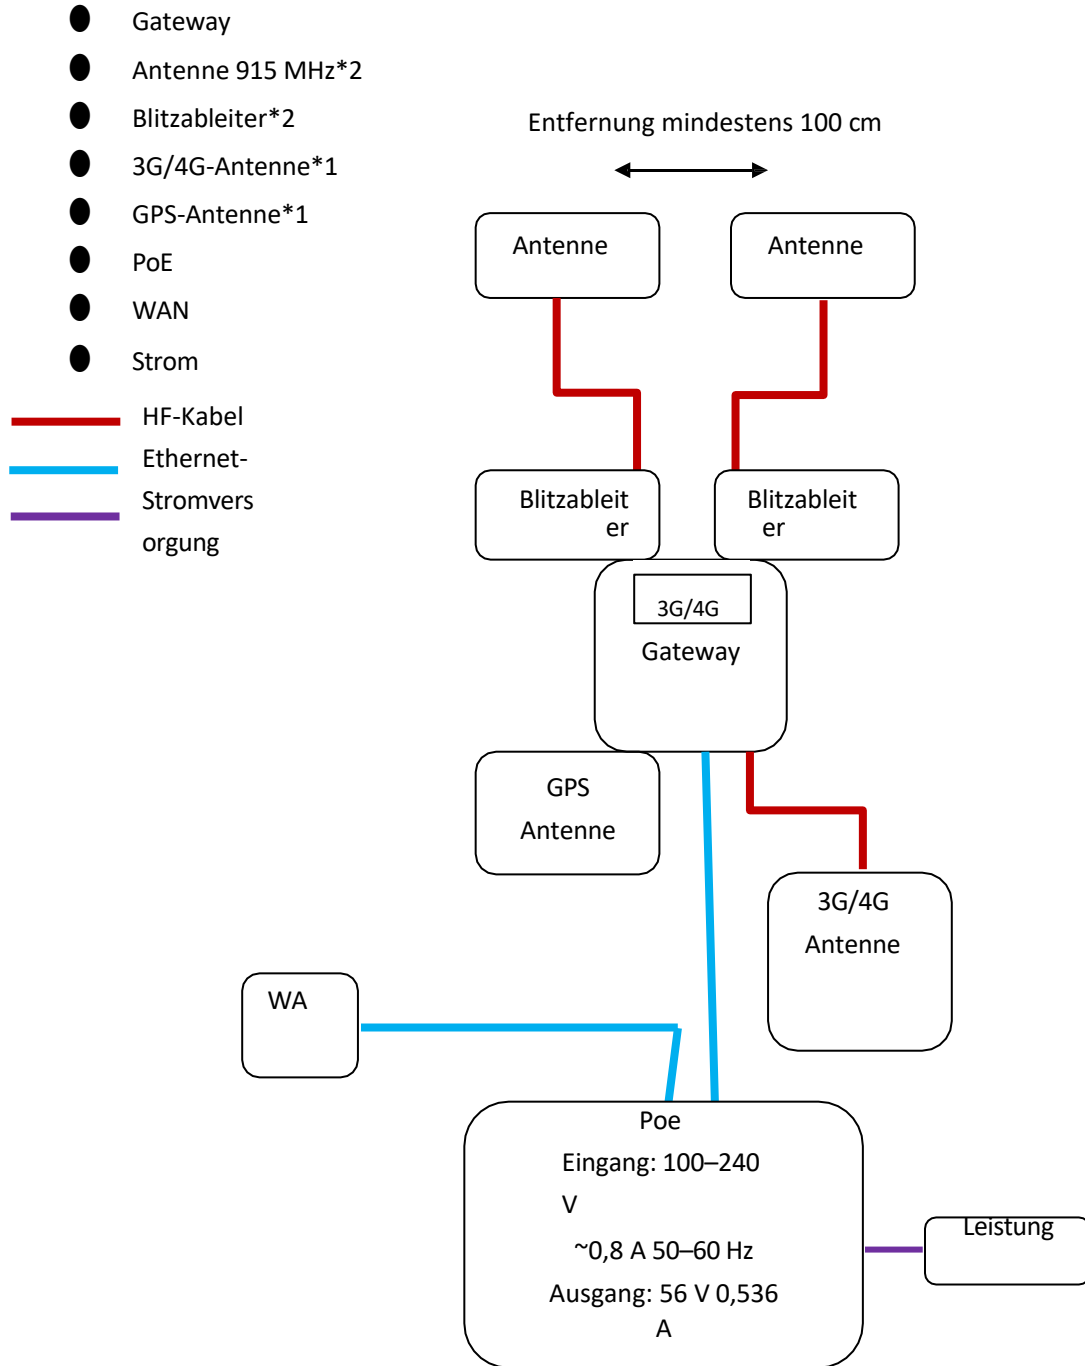 Gateway
Antenne 915 MHz*2
Blitzableiter*2
3G/4G-Antenne*1
GPS-Antenne*1
PoE
WAN
Strom
HF-Kabel
Ethernet-
Stromvers
orgung
Entfernung mindestens 100 cm
Antenne
Antenne
Blitzableit
er
Blitzableit
er
3G/4G
Gateway
GPS
Antenne
3G/4G
Antenne
WA
Poe
Eingang: 100–240
V
~0,8 A 50–60 Hz
Ausgang: 56 V 0,536
A
Leistung